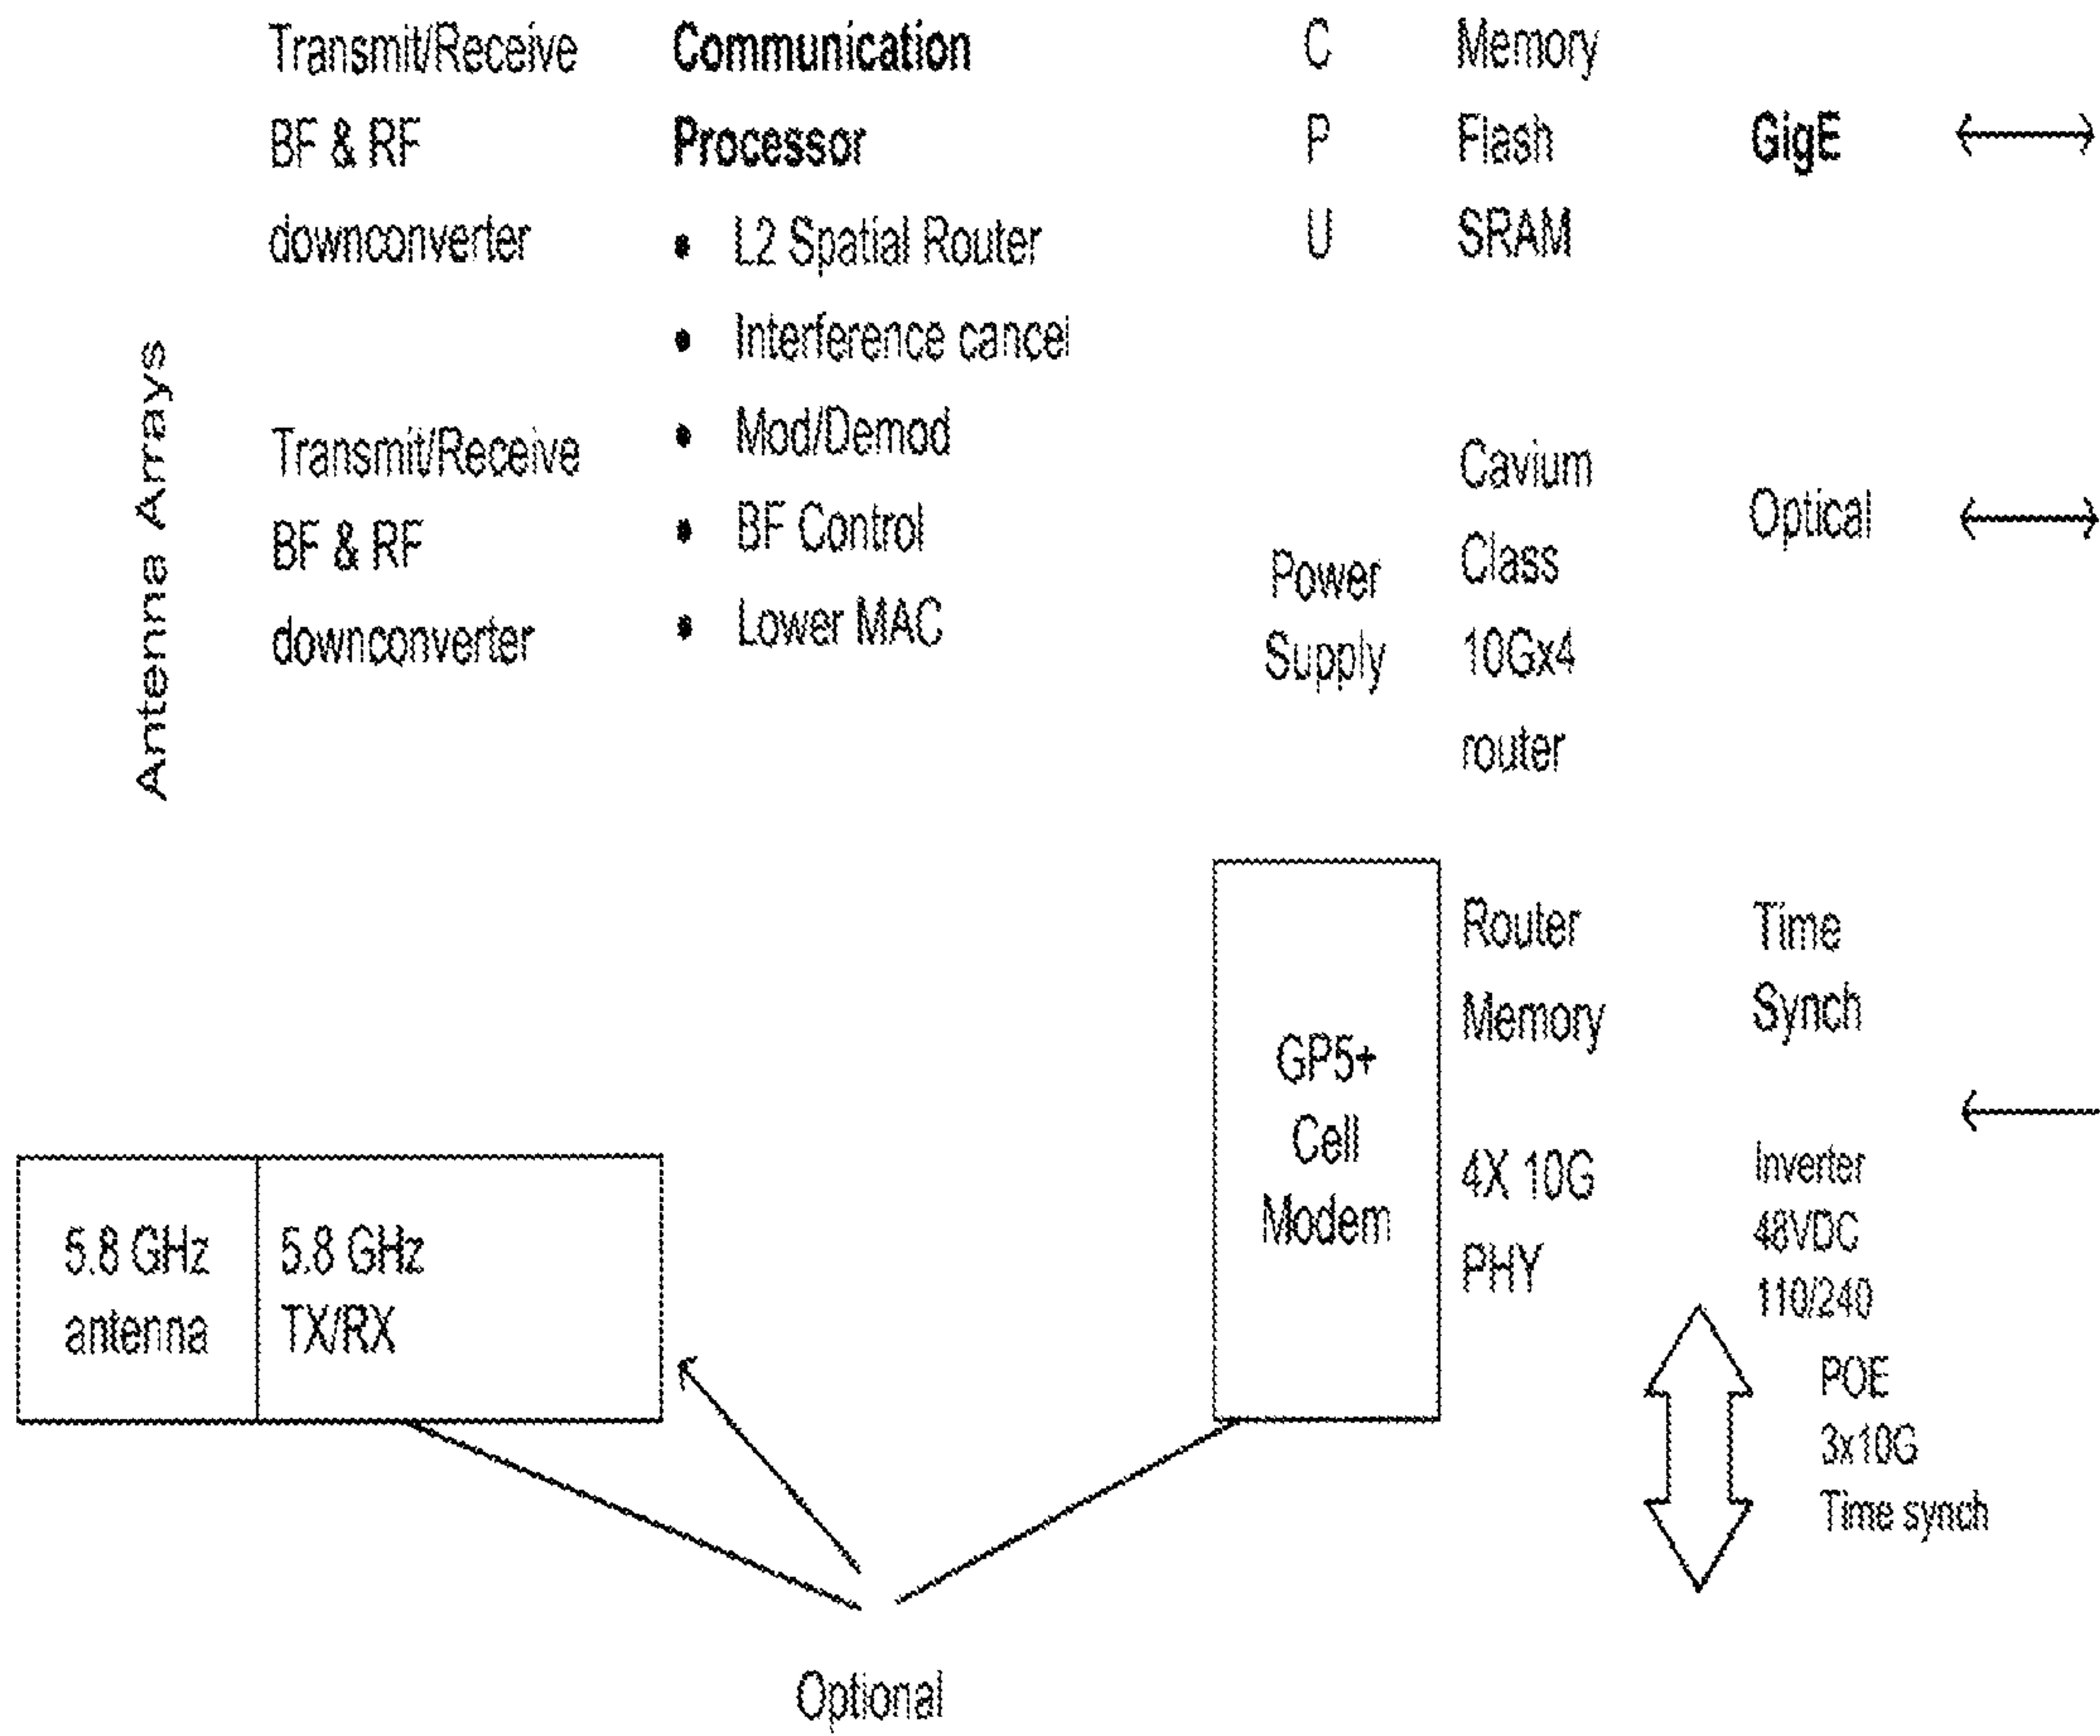 Transmit/Receive
BF & RF
downconverter
Communication
Processor
• L2 Spatial Router
• Interference cancel
• Mod/Demod
• BF Control
• Lower MAC
C
P
U
Memory
Flash
SRAM
GigE
Antenna Arrays
Transmit/Receive
BF & RF
downconverter
Power
Supply
Cavium
Class
10Gx4
router
Optical
GP5+
Cell
Modem
Router
Memory
4X 10G
PHY
Time
Synch
Inverter
48VDC
110/240
POE
3x10G
Time synch
5.8 GHz
antenna
5.8 GHz
TX/RX
Optional